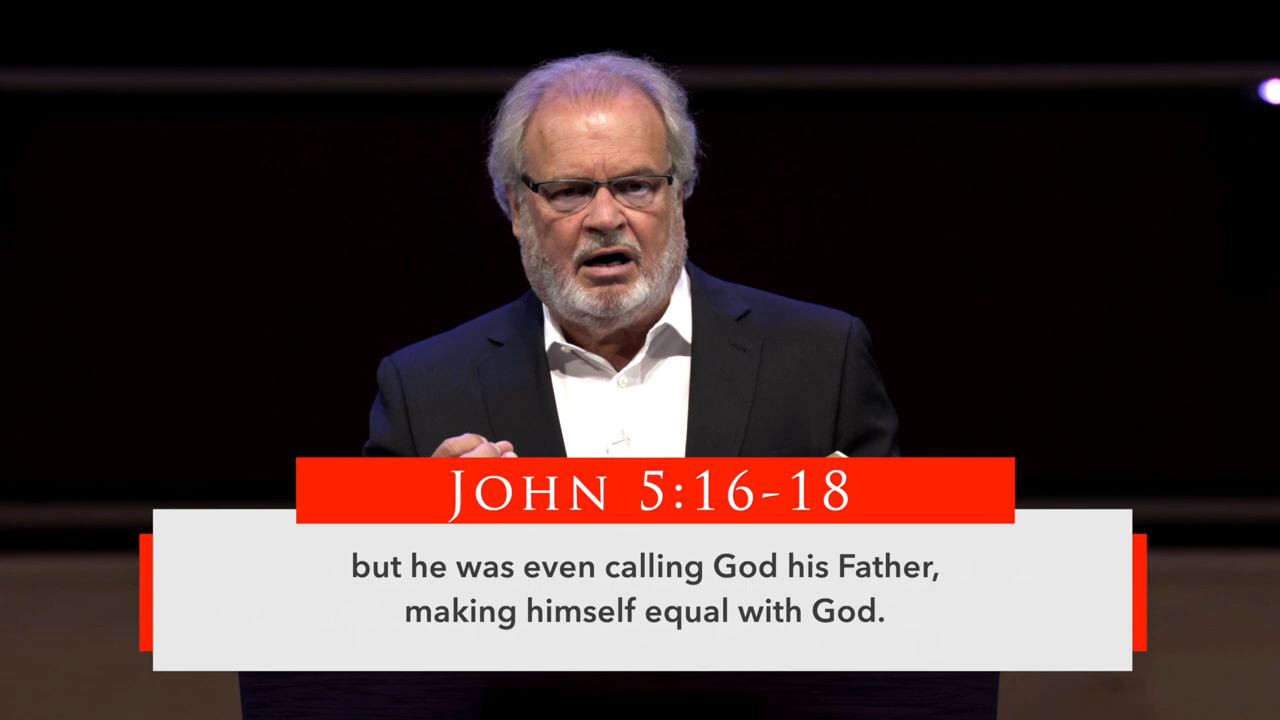 JOHN 5:16-18
but he was even calling God his Father,
making himself equal with God.